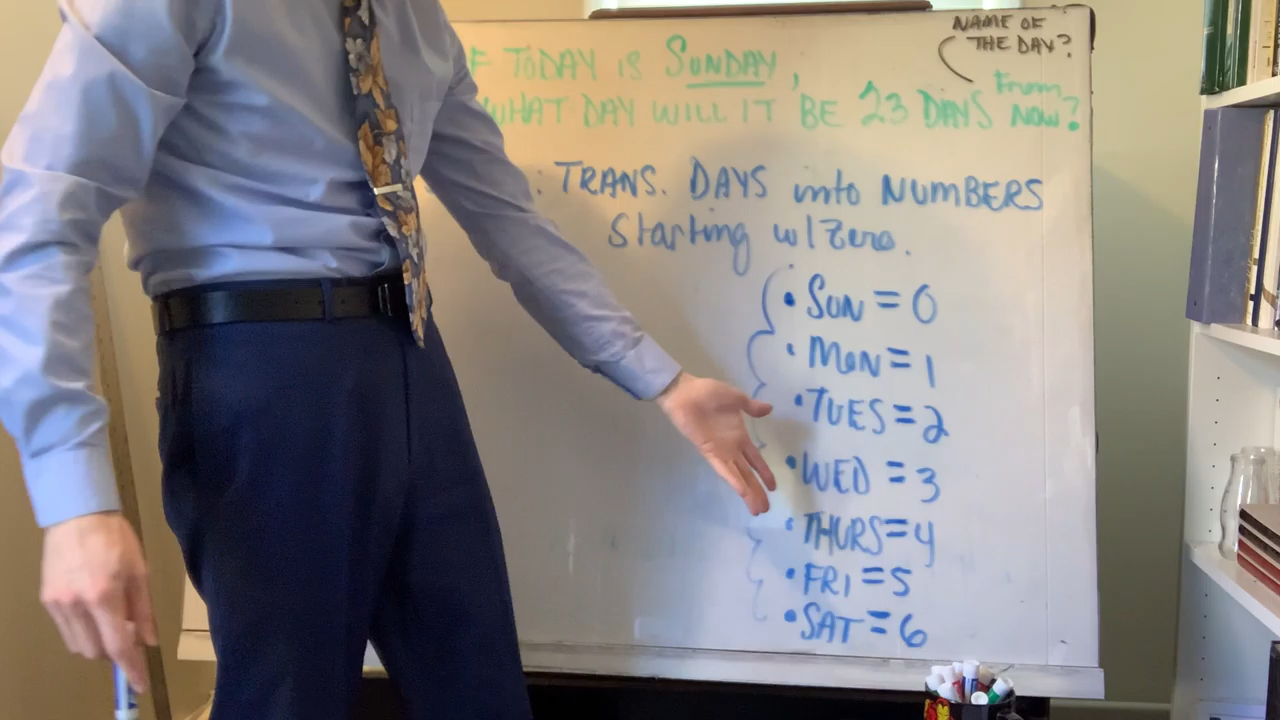 NAME OF
THE DAY?
F TODAY IS SUNDAY,
WHAT DAY WILL IT BE 23 DAYS From NOW?
: TRANS. DAYS into NUMBERS
Starting w/Zero.
• SUN = 0
• MON = 1
• TUES = 2
• WED = 3
• THURS = 4
• FRI = 5
• SAT = 6